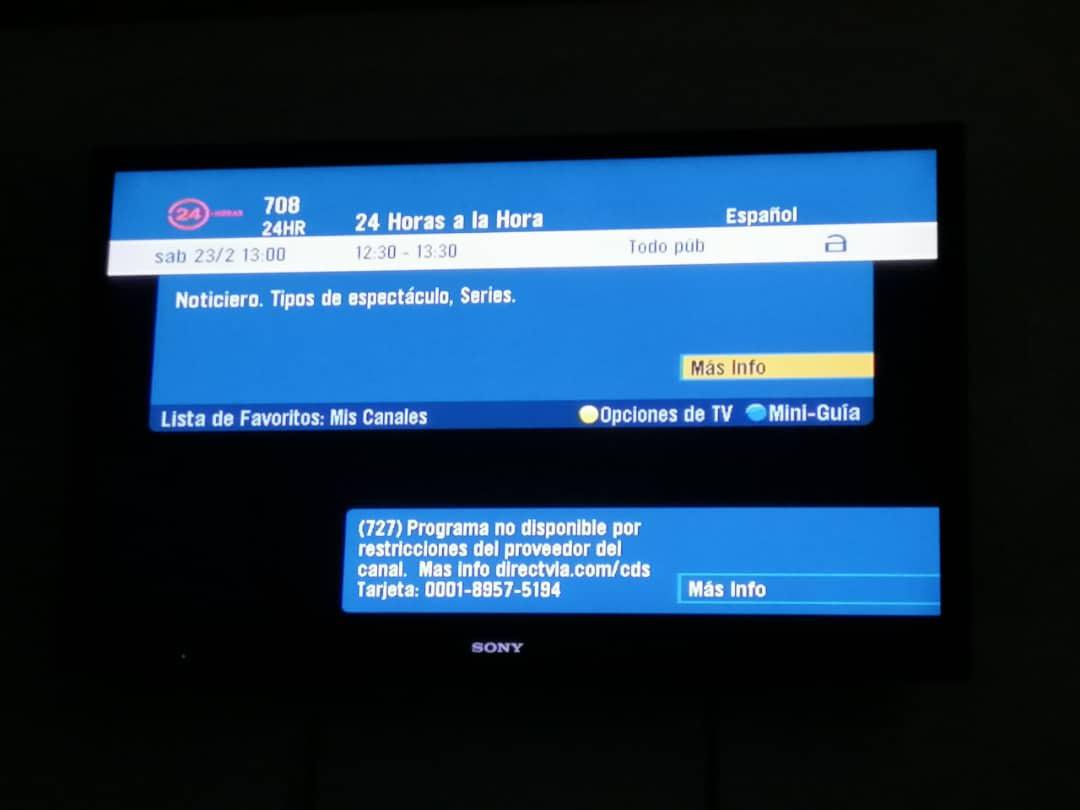 24 HORAS
708
24HR
24 Horas a la Hora
Español
sab 23/2 13:00
12:30 - 13:30
Todo púb
Noticiero. Tipos de espectáculo, Series.
Más Info
Lista de Favoritos: Mis Canales
Opciones de TV
Mini-Guía
(727) Programa no disponible por
restricciones del proveedor del
canal. Mas info directvla.com/cds
Tarjeta: 0001-8957-5194
Más Info
SONY